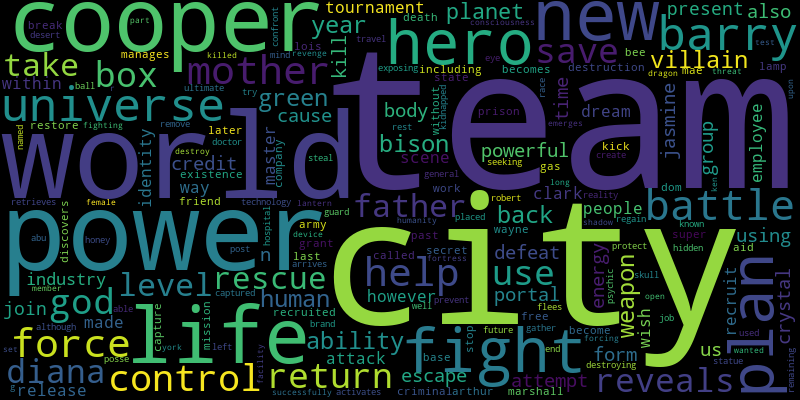 cooper
hero
new
tournament
year
planet
present
also
barry
break
part
desert
death
consciousness
confront
mind
revenge
travel
lois
manages
killed
kill
take
box
mother
save
villain
bee
mae
threat
lamp
within
ball
ultimate
try
eye
exposing
including
becomes
destruction
race
dragon
test
upon
universe
green
cause
body
without
kidnapped
state
time
dream
jasmine
group
employee
world
team
restore
fighting
destroy
remove
steal
rest
prison
emerges
create
named
identity
later
doctor
master
company
bison
powerful
kick
female
credit
existence
way
friend
technology
lantern
scene
seeking
gas
general
long
reality
dom
ken
retrieves
power
city
father
clark
robert
battle
discovers
abu
honey
hospital
guard
device
humanity
work
placed
shadow
people
regain
known
super
post
army
grant
past
back
wayne
hidden
using
arrives
last
called
secret
fortress
defeat
protect
aid
industry
member
level
rescue
help
use
energy
psychic
weapon
skull
recruit
crystal
join
god
able
human
however
prevent
portal
wish
open
plan
although
made
captured
recruited
well
flees
job
us
force
life
mission
brand
free
gather
become
used
wanted
set
posse
york
left
ability
fight
future
end
forcing
form
statue
remaining
diana
capture
facility
attack
base
stop
destroying
control
return
escape
attempt
reveals
release
successfully
activates
criminalarthur
marshall